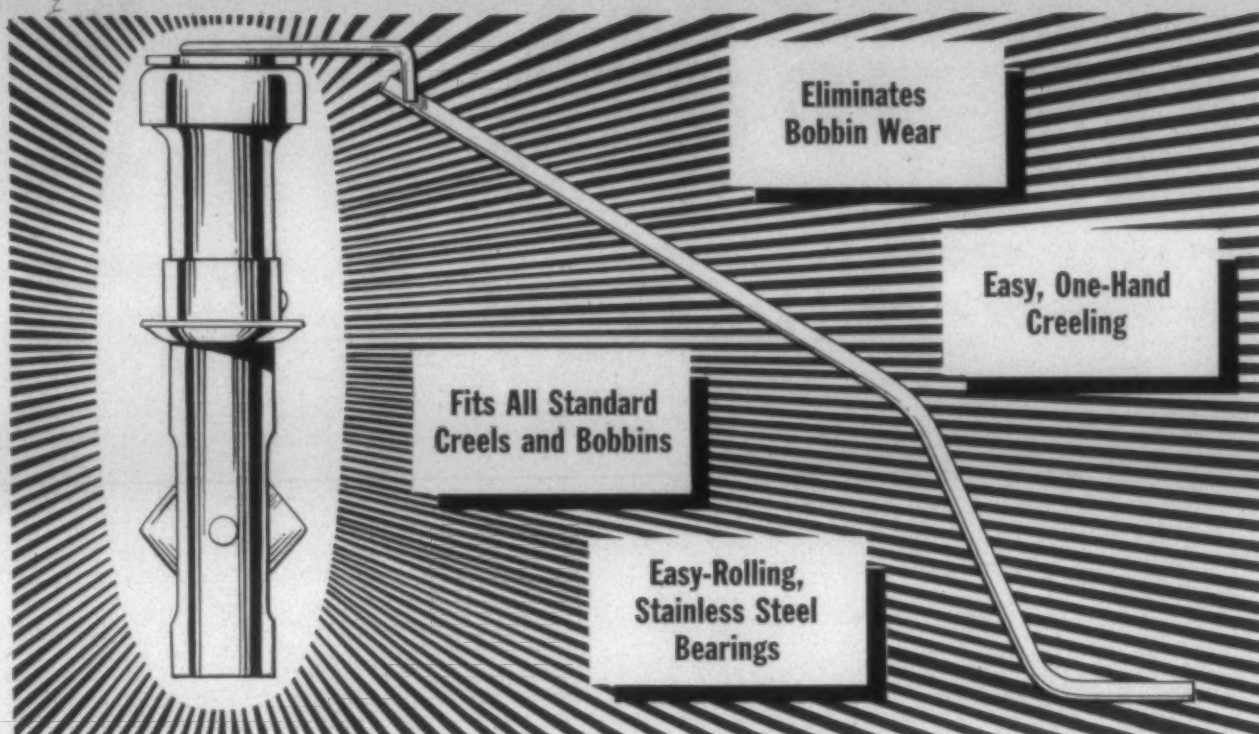 Eliminates
Bobbin Wear
Easy, One-Hand
Creeling
Fits All Standard
Creels and Bobbins
Easy-Rolling,
Stainless Steel
Bearings